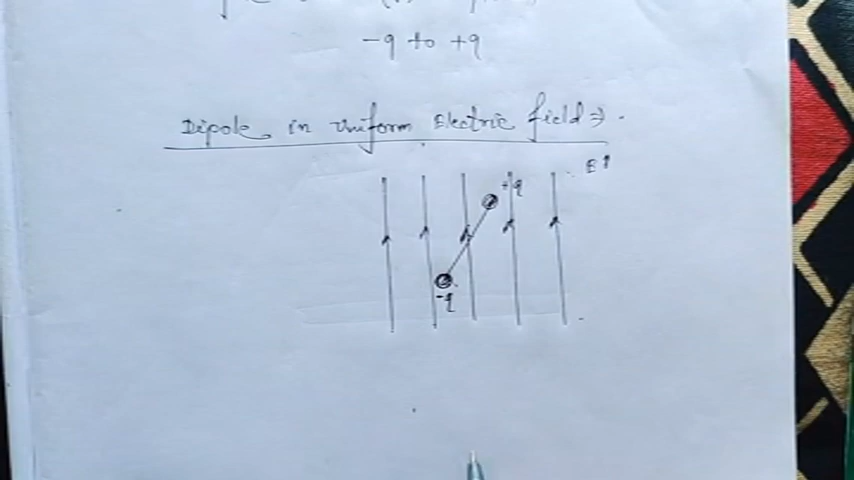 -q to +q
Dipole in Uniform Electric field ⇒.
E↑
+q
-q